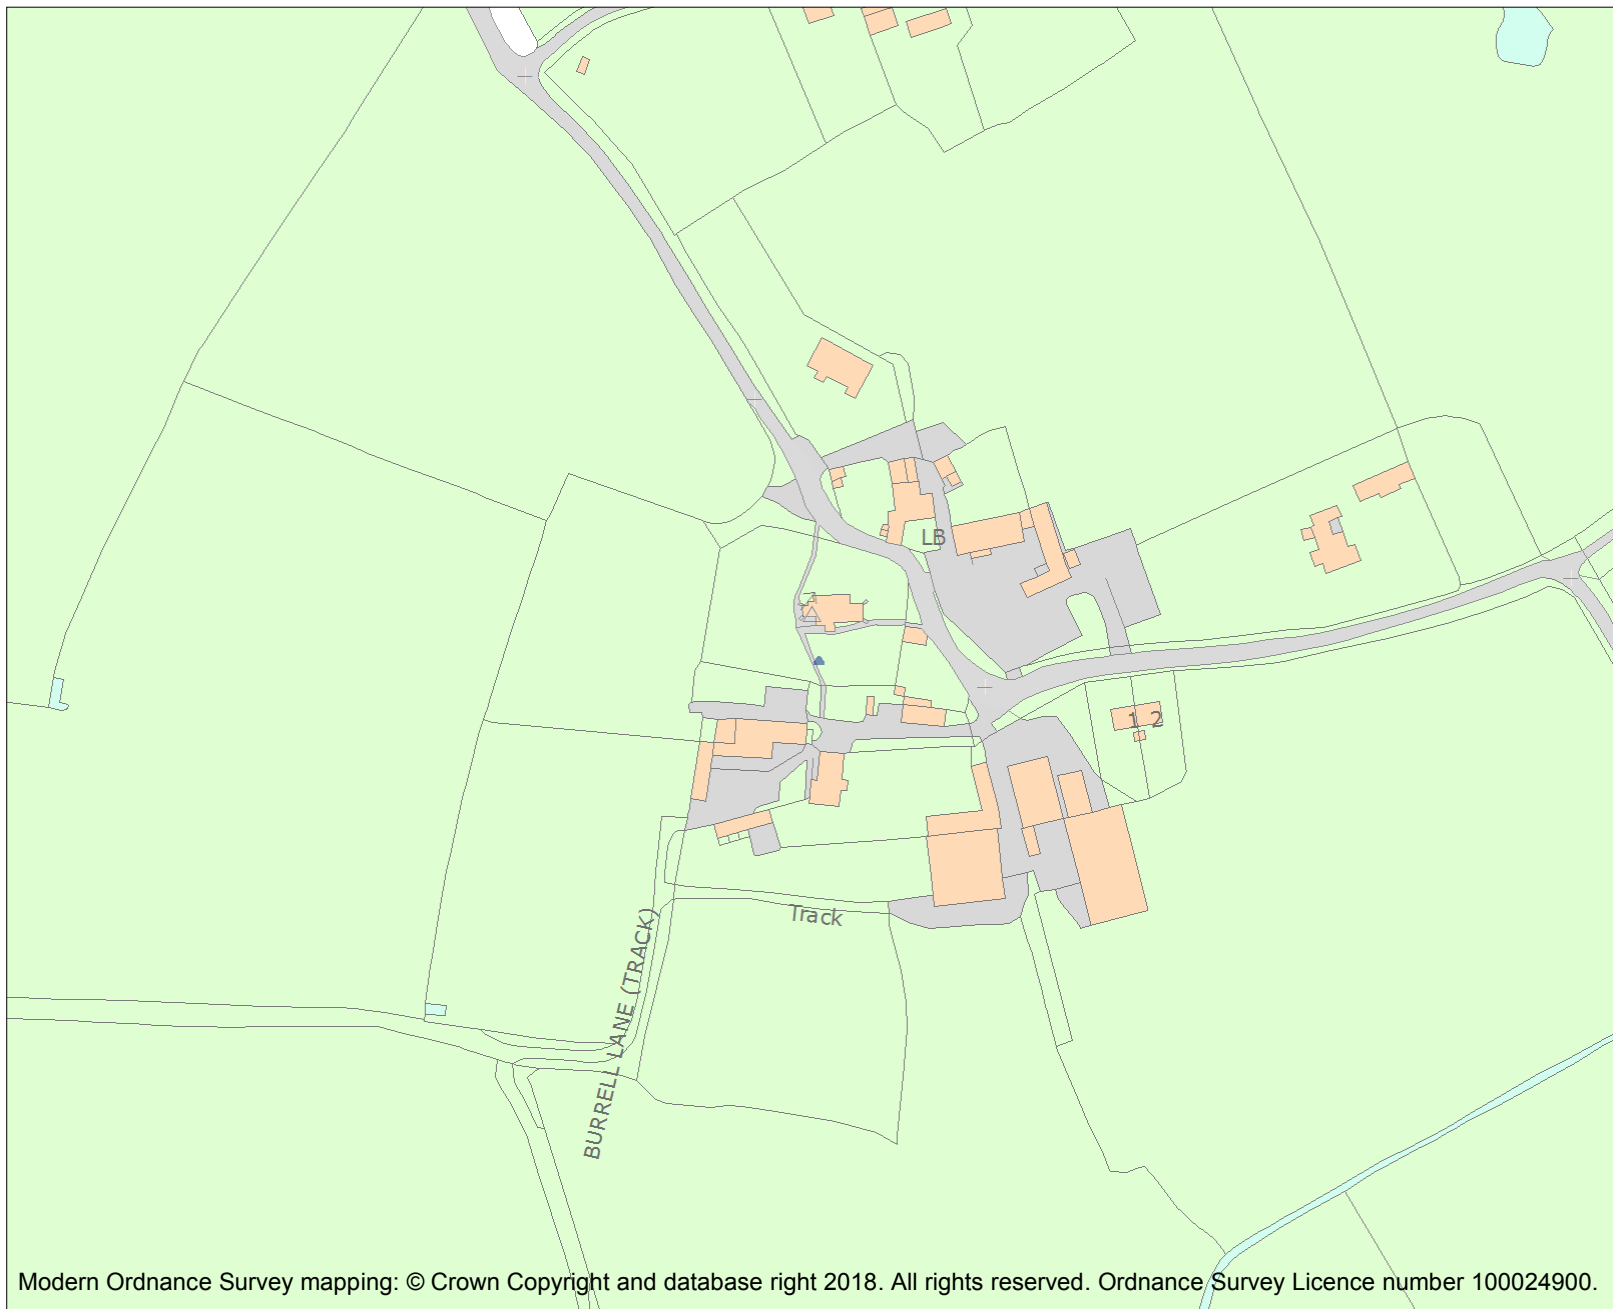 LB
1 2
Track
BURRELL LANE (TRACK)
Modern Ordnance Survey mapping: © Crown Copyright and database right 2018. All rights reserved. Ordnance Survey Licence number 100024900.